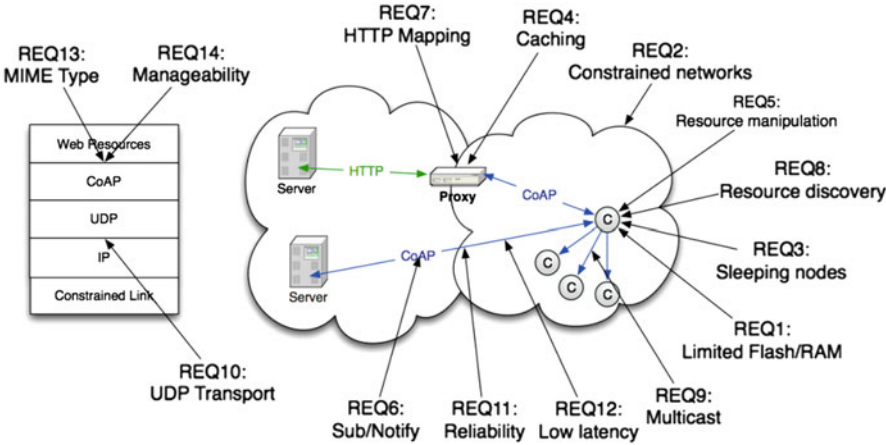 REQ7:
HTTP Mapping
REQ4:
Caching
REQ13:
MIME Type
REQ14:
Manageability
REQ2:
Constrained networks
REQ5:
Resource manipulation
Web Resources
CoAP
UDP
IP
Constrained Link
Server
HTTP
Proxy
CoAP
REQ8:
Resource discovery
C
C
C
C
Server
CoAP
REQ3:
Sleeping nodes
REQ1:
Limited Flash/RAM
REQ10:
UDP Transport
REQ6:
Sub/Notify
REQ11:
Reliability
REQ12:
Low latency
REQ9:
Multicast